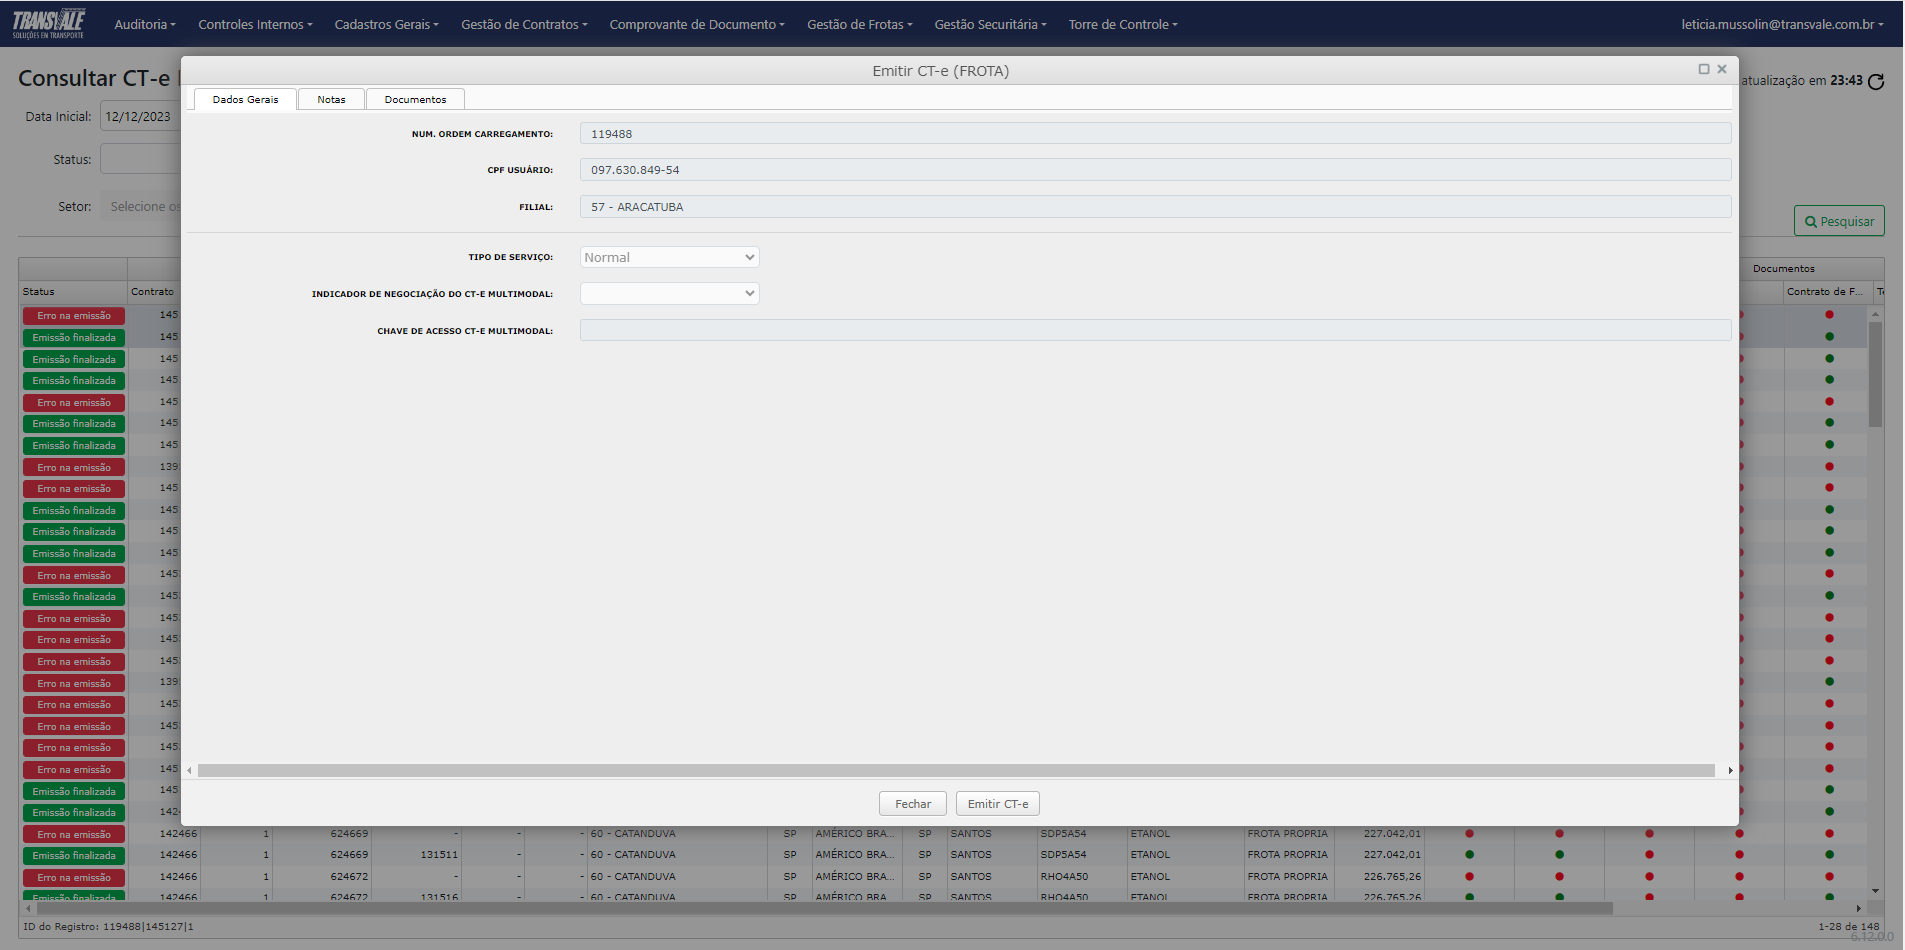 TRANSVALE
SOLUÇÕES EM TRANSPORTE
Auditoria
Controles Internos
Cadastros Gerais
Gestão de Contratos
Comprovante de Documento
Gestão de Frotas
Gestão Securitária
Torre de Controle
leticia.mussolin@transvale.com.br
Consultar CT-e
atualização em 23:43
Data Inicial: 12/12/2023
Status:
Setor: Selecione os
Pesquisar
Emitir CT-e (FROTA)
Dados Gerais
Notas
Documentos
NUM. ORDEM CARREGAMENTO: 119488
CPF USUÁRIO: 097.630.849-54
FILIAL: 57 - ARACATUBA
TIPO DE SERVIÇO: Normal
INDICADOR DE NEGOCIAÇÃO DO CT-E MULTIMODAL:
CHAVE DE ACESSO CT-E MULTIMODAL:
Fechar
Emitir CT-e
Documentos
Status Contrato Contrato de F...
Erro na emissão 145
Emissão finalizada 145
Emissão finalizada 145
Emissão finalizada 145
Erro na emissão 145
Emissão finalizada 145
Emissão finalizada 145
Erro na emissão 139
Erro na emissão 145
Emissão finalizada 145
Emissão finalizada 145
Emissão finalizada 145
Erro na emissão 145
Emissão finalizada 145
Erro na emissão 145
Erro na emissão 145
Erro na emissão 145
Erro na emissão 139
Erro na emissão 145
Erro na emissão 145
Erro na emissão 145
Erro na emissão 145
Emissão finalizada 145
Emissão finalizada 142
Erro na emissão 142466 1 624669 - - - 60 - CATANDUVA SP AMÉRICO BRA... SP SANTOS SDP5A54 ETANOL FROTA PROPRIA 227.042,01
Emissão finalizada 142466 1 624669 131511 - - 60 - CATANDUVA SP AMÉRICO BRA... SP SANTOS SDP5A54 ETANOL FROTA PROPRIA 227.042,01
Erro na emissão 142466 1 624672 - - - 60 - CATANDUVA SP AMÉRICO BRA... SP SANTOS RHO4A50 ETANOL FROTA PROPRIA 226.765,26
Emissão finalizada 142466 1 624672 131516 - - 60 - CATANDUVA SP AMÉRICO BRA SP SANTOS RHO4A50 ETANOL FROTA PROPRIA 226.765,26
ID do Registro: 119488|145127|1
1-28 de 148
6.12.0.0